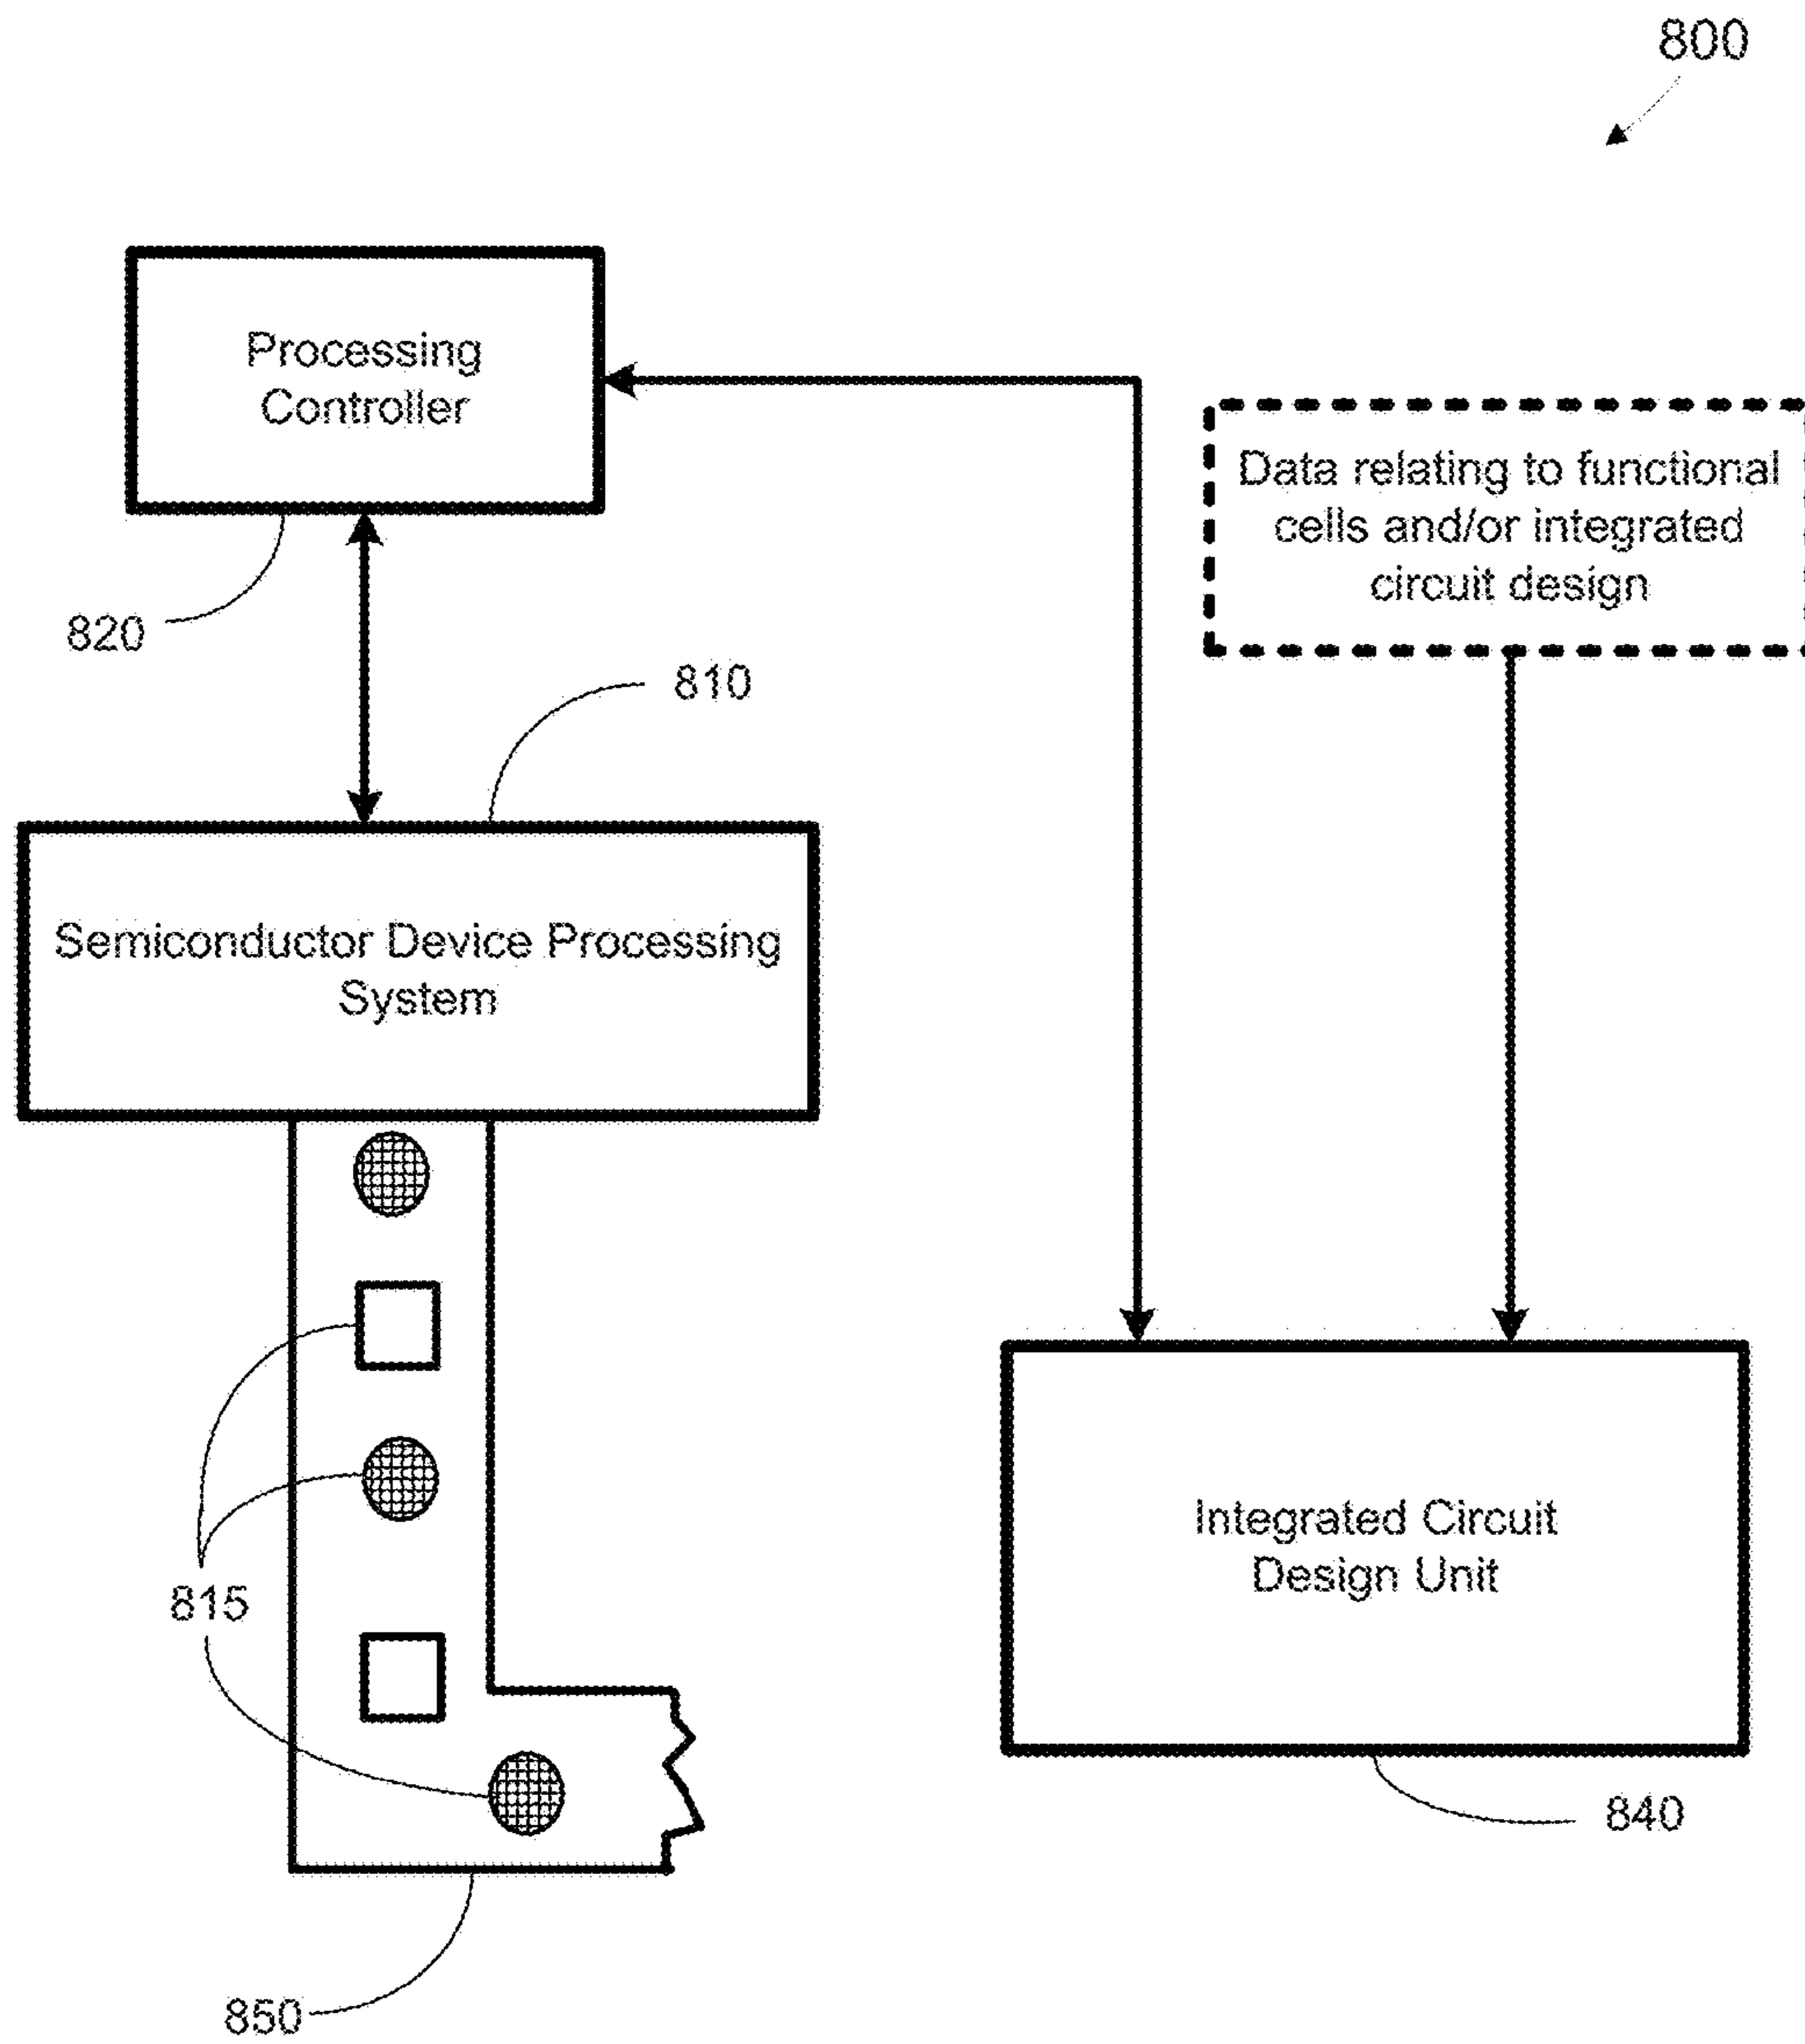 800
Processing
Controller
Data relating to functional
cells and/or integrated
circuit design
820
810
Semiconductor Device Processing
System
Integrated Circuit
Design Unit
815
840
850